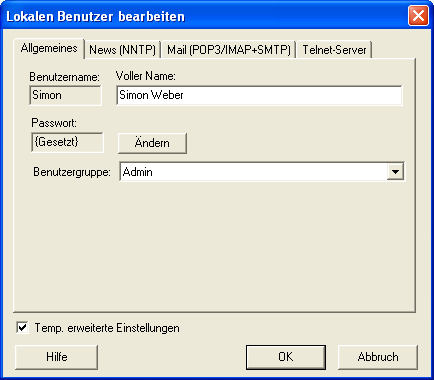 Lokalen Benutzer bearbeiten
Allgemeines News (NNTP) Mail (POP3/IMAP+SMTP) Telnet-Server
Benutzername: Voller Name:
Simon Simon Weber
Passwort:
{Gesetzt} Ändern
Benutzergruppe: Admin
Temp. erweiterte Einstellungen
Hilfe OK Abbruch